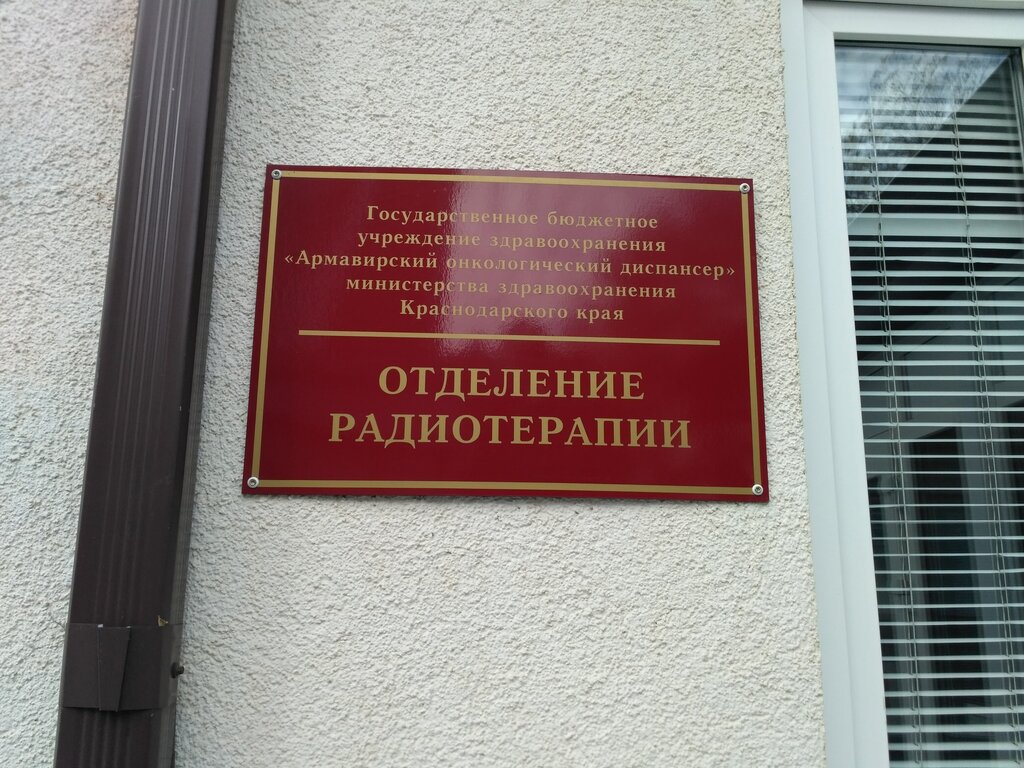 Государственное бюджетное
учреждение здравоохранения
«Армавирский онкологический диспансер»
министерства здравоохранения
Краснодарского края
ОТДЕЛЕНИЕ
РАДИОТЕРАПИИ